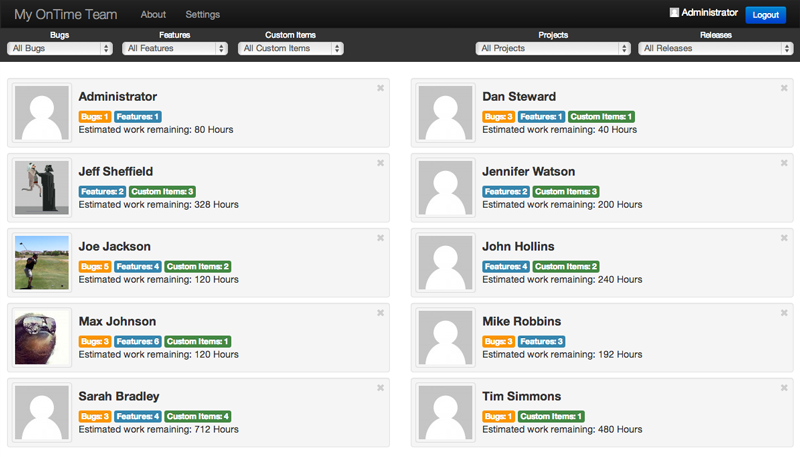 My OnTime Team About Settings Administrator Logout
Bugs Features Custom Items Projects Releases
All Bugs All Features All Custom Items All Projects All Releases
Administrator
Bugs: 1 Features: 1
Estimated work remaining: 80 Hours
Dan Steward
Bugs: 3 Features: 1 Custom Items: 1
Estimated work remaining: 40 Hours
Jeff Sheffield
Features: 2 Custom Items: 3
Estimated work remaining: 328 Hours
Jennifer Watson
Features: 2 Custom Items: 3
Estimated work remaining: 200 Hours
Joe Jackson
Bugs: 5 Features: 4 Custom Items: 2
Estimated work remaining: 120 Hours
John Hollins
Features: 4 Custom Items: 2
Estimated work remaining: 240 Hours
Max Johnson
Bugs: 3 Features: 6 Custom Items: 1
Estimated work remaining: 120 Hours
Mike Robbins
Bugs: 3 Features: 3
Estimated work remaining: 192 Hours
Sarah Bradley
Bugs: 3 Features: 4 Custom Items: 4
Estimated work remaining: 712 Hours
Tim Simmons
Bugs: 1 Custom Items: 1
Estimated work remaining: 480 Hours